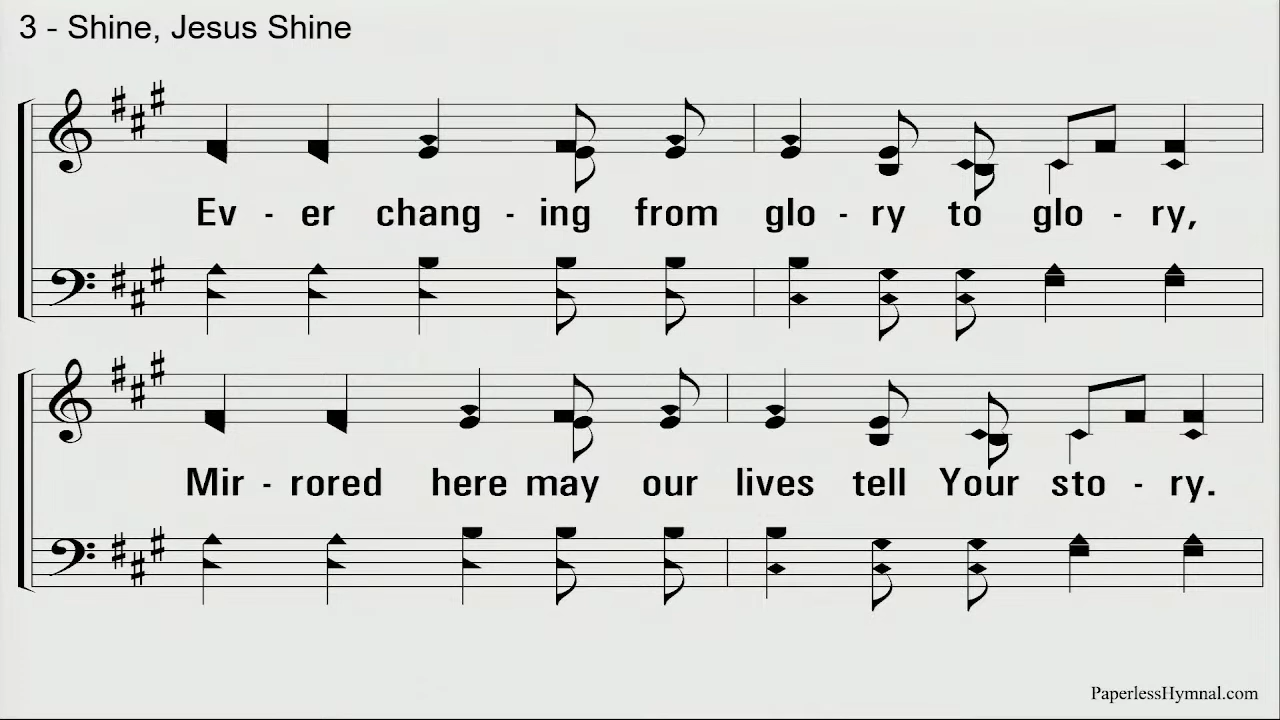 3 - Shine, Jesus Shine
Ev - er chang - ing from glo - ry to glo - ry,
Mir - rored here may our lives tell Your sto - ry.
PaperlessHymnal.com